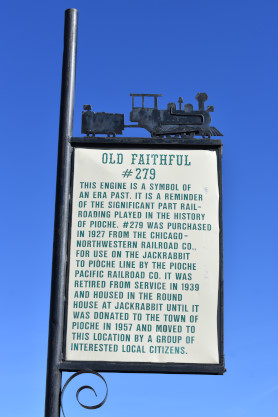 OLD FAITHFUL
#279
THIS ENGINE IS A SYMBOL OF
AN ERA PAST. IT IS A REMINDER
OF THE SIGNIFICANT PART RAIL-
ROADING PLAYED IN THE HISTORY
OF PIOCHE. #279 WAS PURCHASED
IN 1927 FROM THE CHICAGO-
NORTHWESTERN RAILROAD CO..
FOR USE ON THE JACKRABBIT
TO PIOCHE LINE BY THE PIOCHE
PACIFIC RAILROAD CO. IT WAS
RETIRED FROM SERVICE IN 1939
AND HOUSED IN THE ROUND
HOUSE AT JACKRABBIT UNTIL IT
WAS DONATED TO THE TOWN OF
PIOCHE IN 1957 AND MOVED TO
THIS LOCATION BY A GROUP OF
INTERESTED LOCAL CITIZENS.